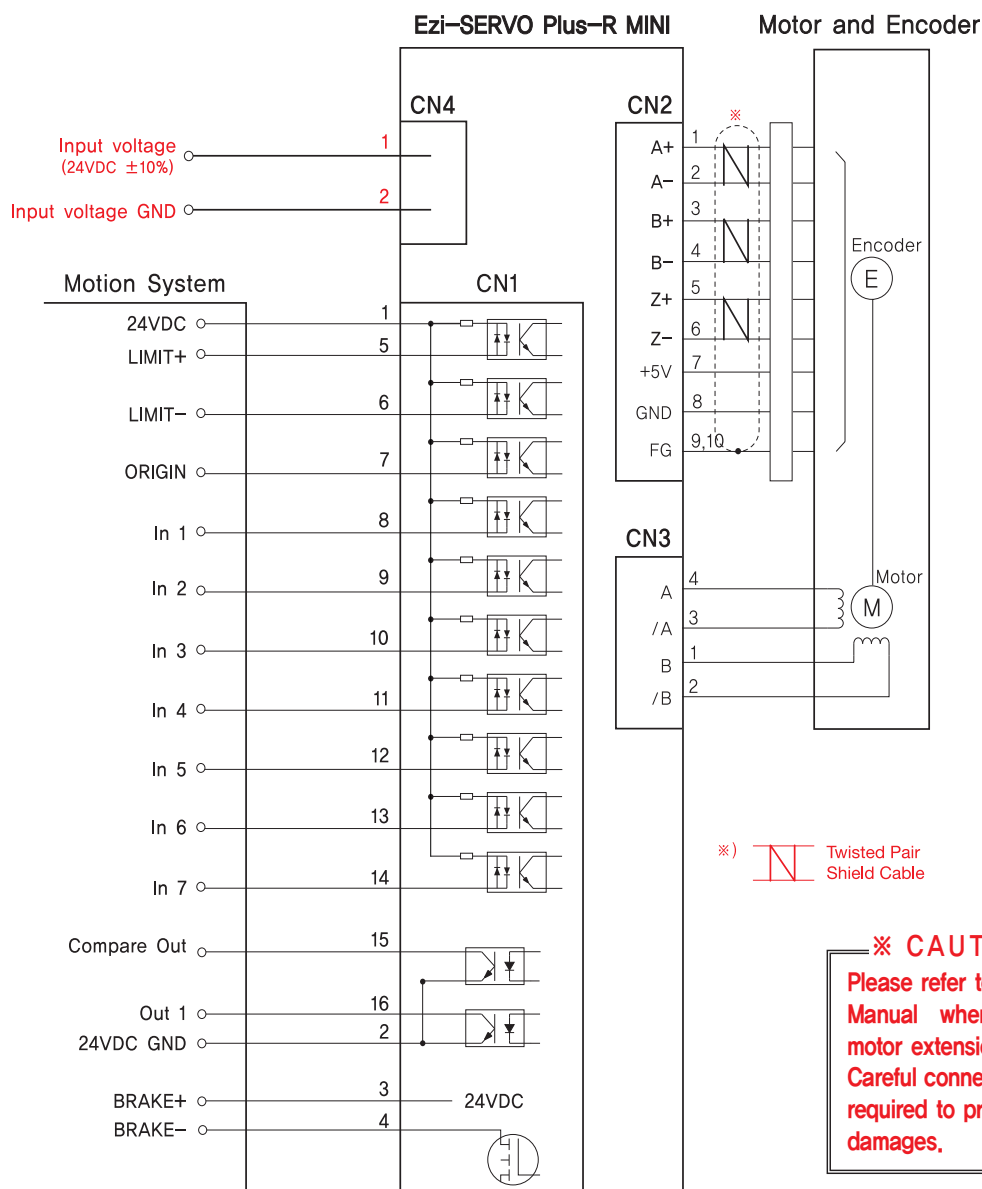 Ezi-SERVO Plus-R MINI
Motor and Encoder
CN4
Input voltage
(24VDC ±10%)
1
Input voltage GND
2
CN2
※
A+ 1
A- 2
B+ 3
B- 4
Z+ 5
Z- 6
+5V 7
GND 8
FG 9,10
Encoder
E
Motor
M
CN3
A 4
/A 3
B 1
/B 2
Motion System
CN1
24VDC 1
LIMIT+ 5
LIMIT- 6
ORIGIN 7
In 1 8
In 2 9
In 3 10
In 4 11
In 5 12
In 6 13
In 7 14
Compare Out 15
Out 1 16
24VDC GND 2
BRAKE+ 3 24VDC
BRAKE- 4
※) Twisted Pair
Shield Cable
※ CAUT
Please refer t
Manual whe
motor extensi
Careful conne
required to pr
damages.